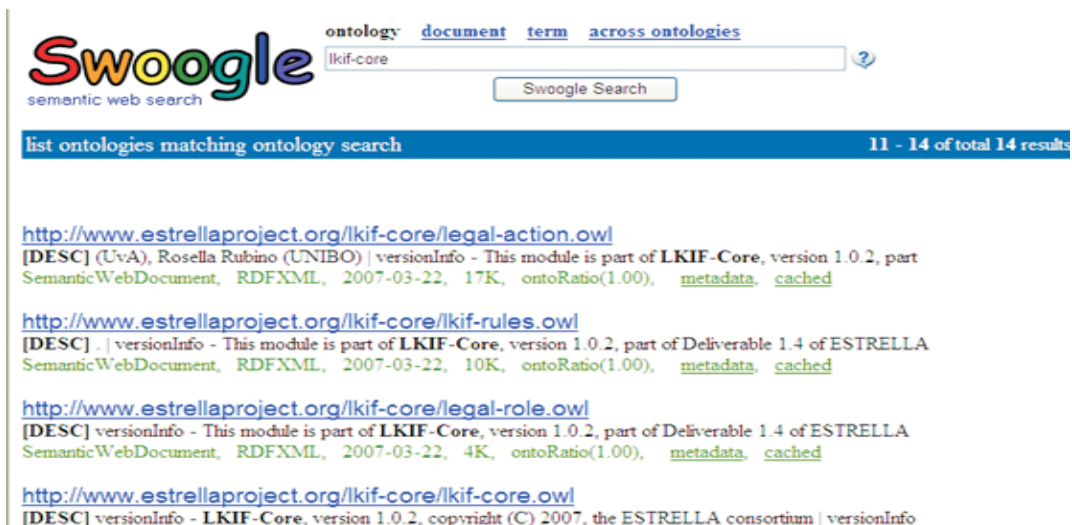 ontology document term across ontologies
Swoogle
semantic web search
lkif-core
?
Swoogle Search
list ontologies matching ontology search 11 - 14 of total 14 results
http://www.estrellaproject.org/lkif-core/legal-action.owl
[DESC] (UvA), Rosella Rubino (UNIBO) | versionInfo - This module is part of LKIF-Core, version 1.0.2, part
SemanticWebDocument, RDFXML, 2007-03-22, 17K, ontoRatio(1.00), metadata, cached
http://www.estrellaproject.org/lkif-core/lkif-rules.owl
[DESC] . | versionInfo - This module is part of LKIF-Core, version 1.0.2, part of Deliverable 1.4 of ESTRELLA
SemanticWebDocument, RDFXML, 2007-03-22, 10K, ontoRatio(1.00), metadata, cached
http://www.estrellaproject.org/lkif-core/legal-role.owl
[DESC] versionInfo - This module is part of LKIF-Core, version 1.0.2, part of Deliverable 1.4 of ESTRELLA
SemanticWebDocument, RDFXML, 2007-03-22, 4K, ontoRatio(1.00), metadata, cached
http://www.estrellaproject.org/lkif-core/lkif-core.owl
[DESC] versionInfo - LKIF-Core, version 1.0.2, copyright (C) 2007, the ESTRELLA consortium | versionInfo